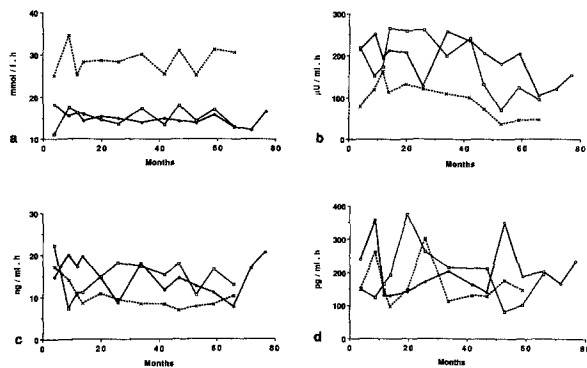 40
30
20
10
mmol / l . h
0 20 40 60 80
Months
a
300
200
100
0
µU / ml . h
0 20 40 60 80
Months
b
30
20
10
0
ng / ml . h
0 20 40 60 80
Months
c
400
300
200
100
0
pg / ml . h
0 20 40 60 80
Months
d